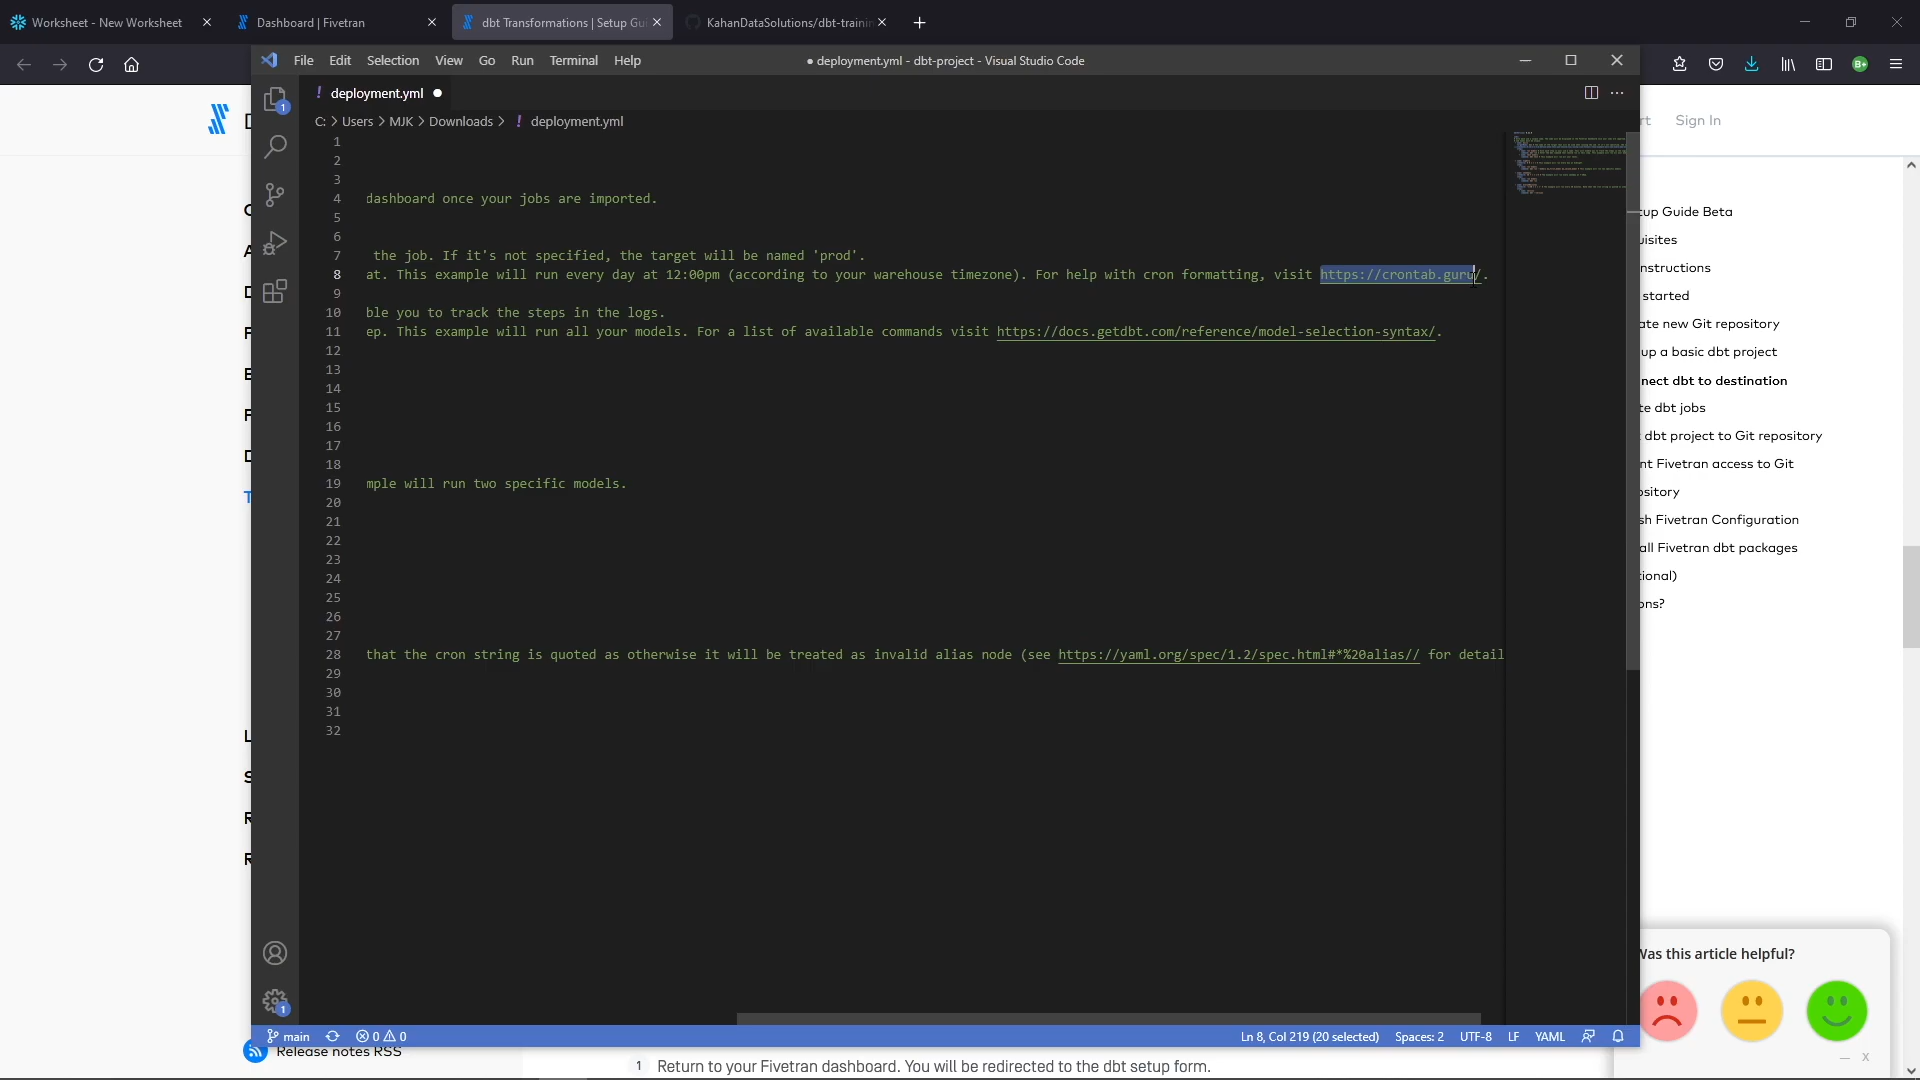 Worksheet - New Worksheet
Dashboard | Fivetran
dbt Transformations | Setup Gui
KahanDataSolutions/dbt-trainin
File Edit Selection View Go Run Terminal Help
● deployment.yml - dbt-project - Visual Studio Code
! deployment.yml ●
C: > Users > MJK > Downloads > ! deployment.yml
Sign In
1
2
3
4 dashboard once your jobs are imported.
5
6
7 the job. If it's not specified, the target will be named 'prod'.
8 at. This example will run every day at 12:00pm (according to your warehouse timezone). For help with cron formatting, visit https://crontab.guru/.
9
10 ble you to track the steps in the logs.
11 ep. This example will run all your models. For a list of available commands visit https://docs.getdbt.com/reference/model-selection-syntax/.
12
13
14
15
16
17
18
19 mple will run two specific models.
20
21
22
23
24
25
26
27
28 that the cron string is quoted as otherwise it will be treated as invalid alias node (see https://yaml.org/spec/1.2/spec.html#*%20alias// for detail
29
30
31
32
tup Guide Beta
uisites
nstructions
started
ate new Git repository
up a basic dbt project
nect dbt to destination
te dbt jobs
dbt project to Git repository
nt Fivetran access to Git
ository
sh Fivetran Configuration
all Fivetran dbt packages
ional)
ons?
Was this article helpful?
main 0 0
Ln 8, Col 219 (20 selected) Spaces: 2 UTF-8 LF YAML
Release notes RSS
1 Return to your Fivetran dashboard. You will be redirected to the dbt setup form.